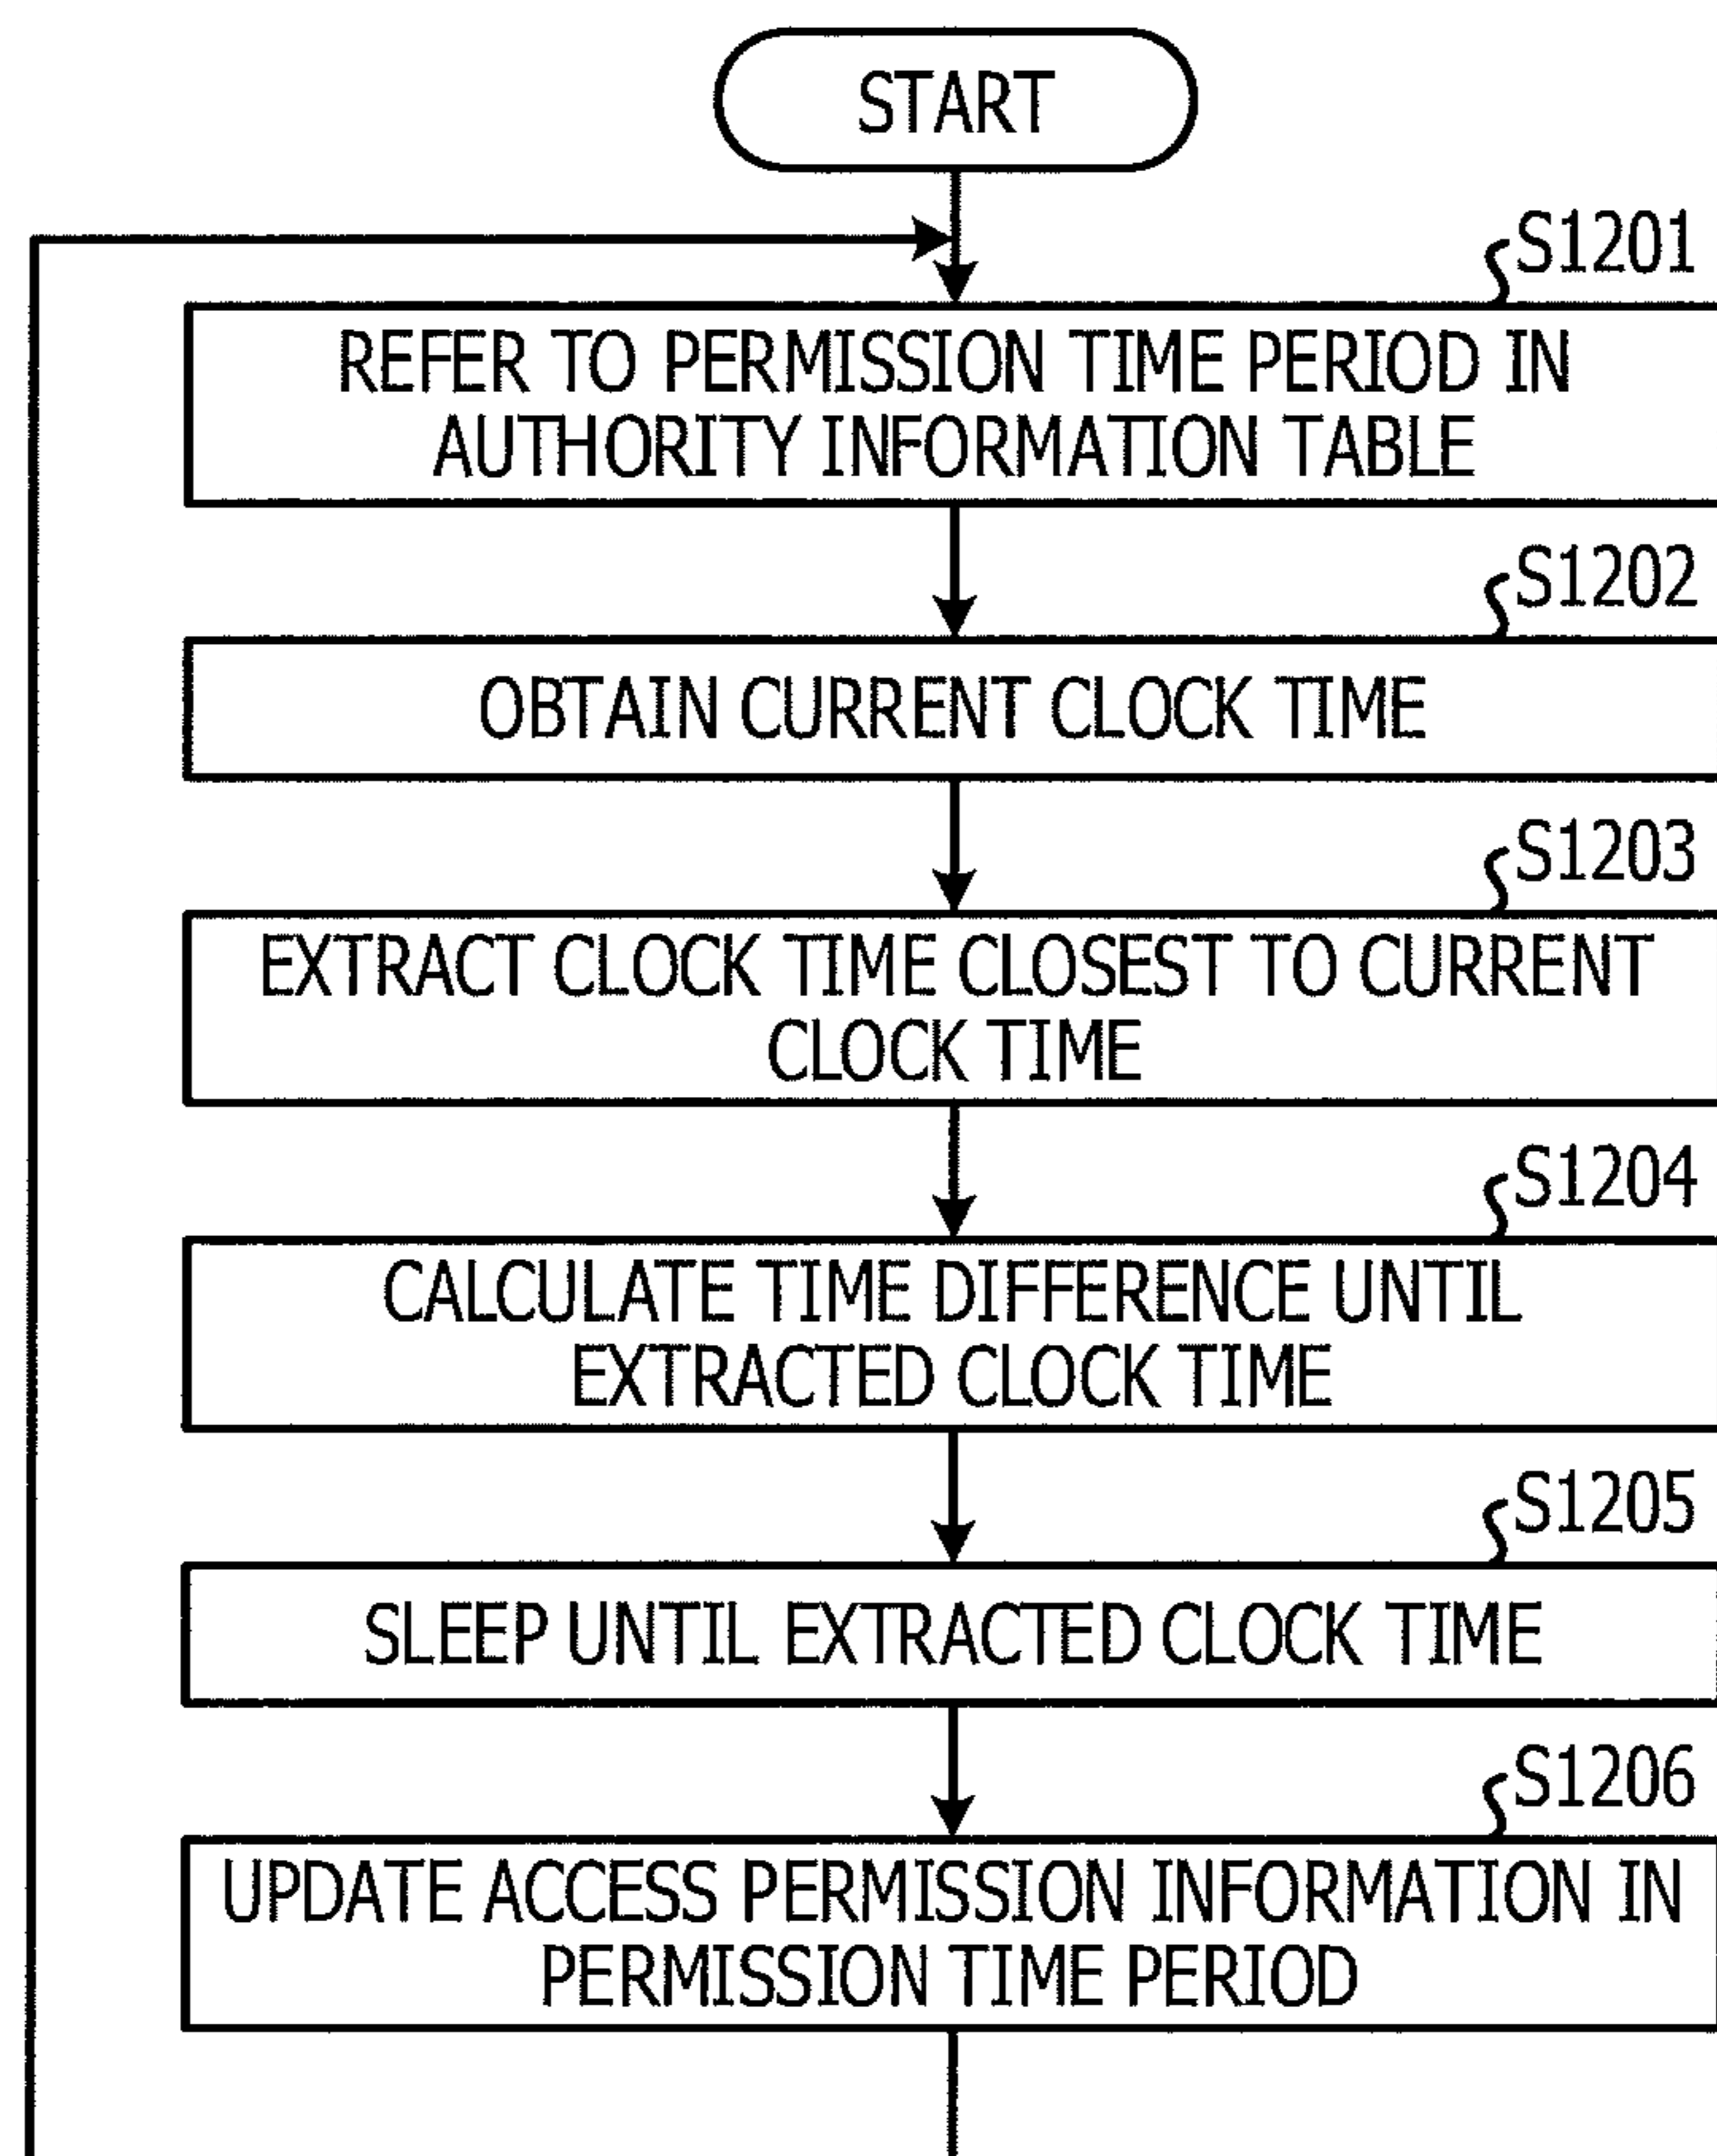 START
S1201
REFER TO PERMISSION TIME PERIOD IN
AUTHORITY INFORMATION TABLE
S1202
OBTAIN CURRENT CLOCK TIME
S1203
EXTRACT CLOCK TIME CLOSEST TO CURRENT
CLOCK TIME
S1204
CALCULATE TIME DIFFERENCE UNTIL
EXTRACTED CLOCK TIME
S1205
SLEEP UNTIL EXTRACTED CLOCK TIME
S1206
UPDATE ACCESS PERMISSION INFORMATION IN
PERMISSION TIME PERIOD